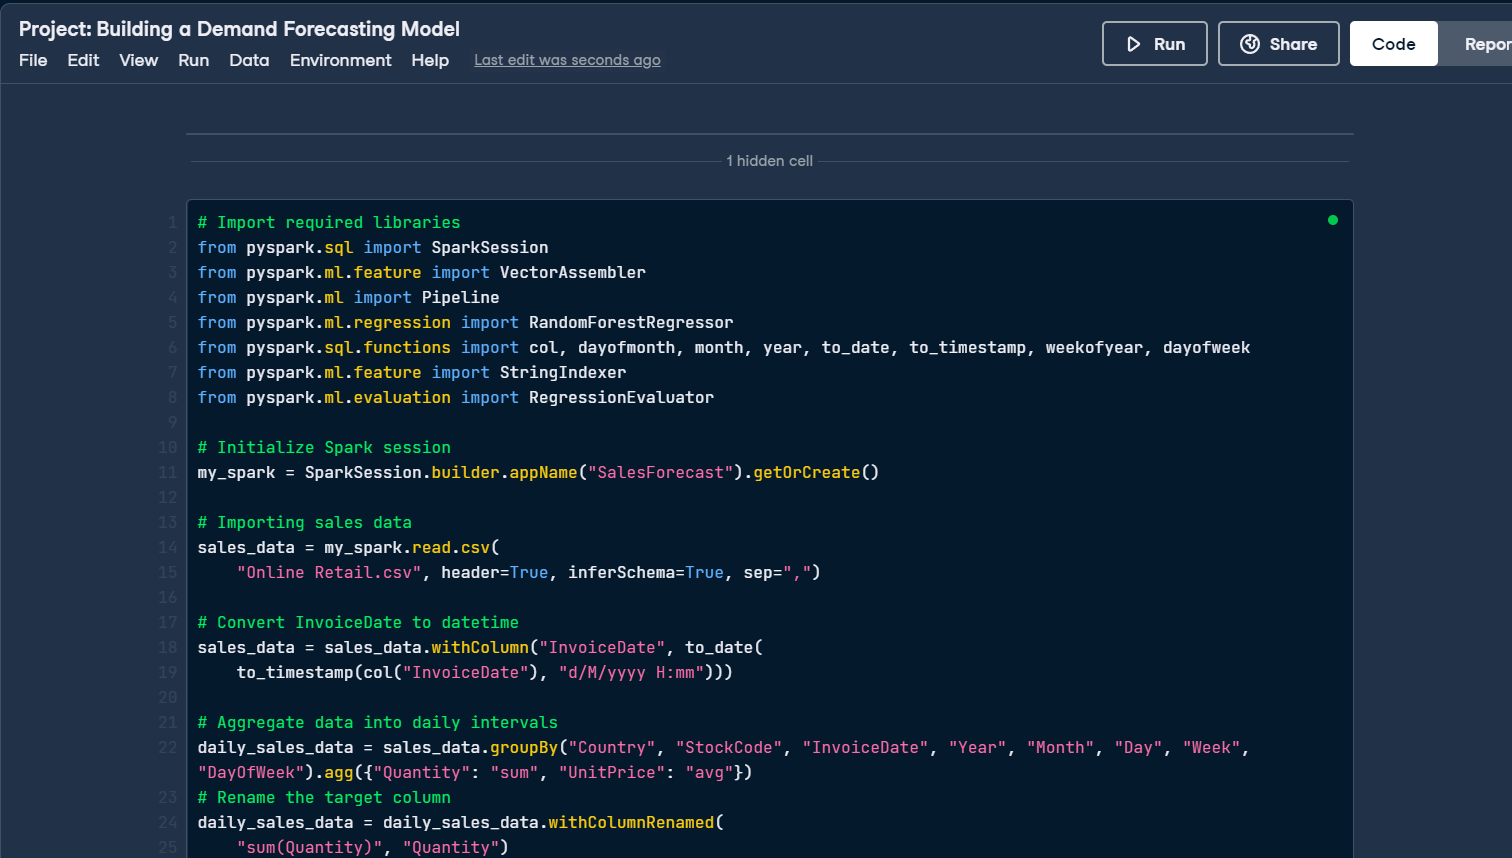 Project: Building a Demand Forecasting Model
File Edit View Run Data Environment Help Last edit was seconds ago
Run Share Code Repor
1 hidden cell
1 # Import required libraries
2 from pyspark.sql import SparkSession
3 from pyspark.ml.feature import VectorAssembler
4 from pyspark.ml import Pipeline
5 from pyspark.ml.regression import RandomForestRegressor
6 from pyspark.sql.functions import col, dayofmonth, month, year, to_date, to_timestamp, weekofyear, dayofweek
7 from pyspark.ml.feature import StringIndexer
8 from pyspark.ml.evaluation import RegressionEvaluator
9
10 # Initialize Spark session
11 my_spark = SparkSession.builder.appName("SalesForecast").getOrCreate()
12
13 # Importing sales data
14 sales_data = my_spark.read.csv(
15     "Online Retail.csv", header=True, inferSchema=True, sep=",")
16
17 # Convert InvoiceDate to datetime
18 sales_data = sales_data.withColumn("InvoiceDate", to_date(
19     to_timestamp(col("InvoiceDate"), "d/M/yyyy H:mm")))
20
21 # Aggregate data into daily intervals
22 daily_sales_data = sales_data.groupBy("Country", "StockCode", "InvoiceDate", "Year", "Month", "Day", "Week",
"DayOfWeek").agg({"Quantity": "sum", "UnitPrice": "avg"})
23 # Rename the target column
24 daily_sales_data = daily_sales_data.withColumnRenamed(
25     "sum(Quantity)", "Quantity")